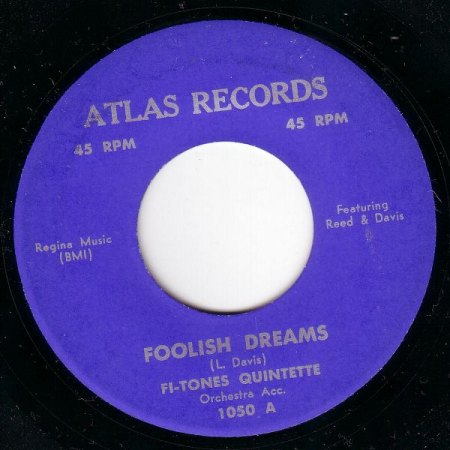 ATLAS RECORDS
45 RPM
45 RPM
Regina Music
(BMI)
Featuring
Reed & Davis
FOOLISH DREAMS
(L. Davis)
FI-TONES QUINTETTE
Orchestra Acc.
1050 A